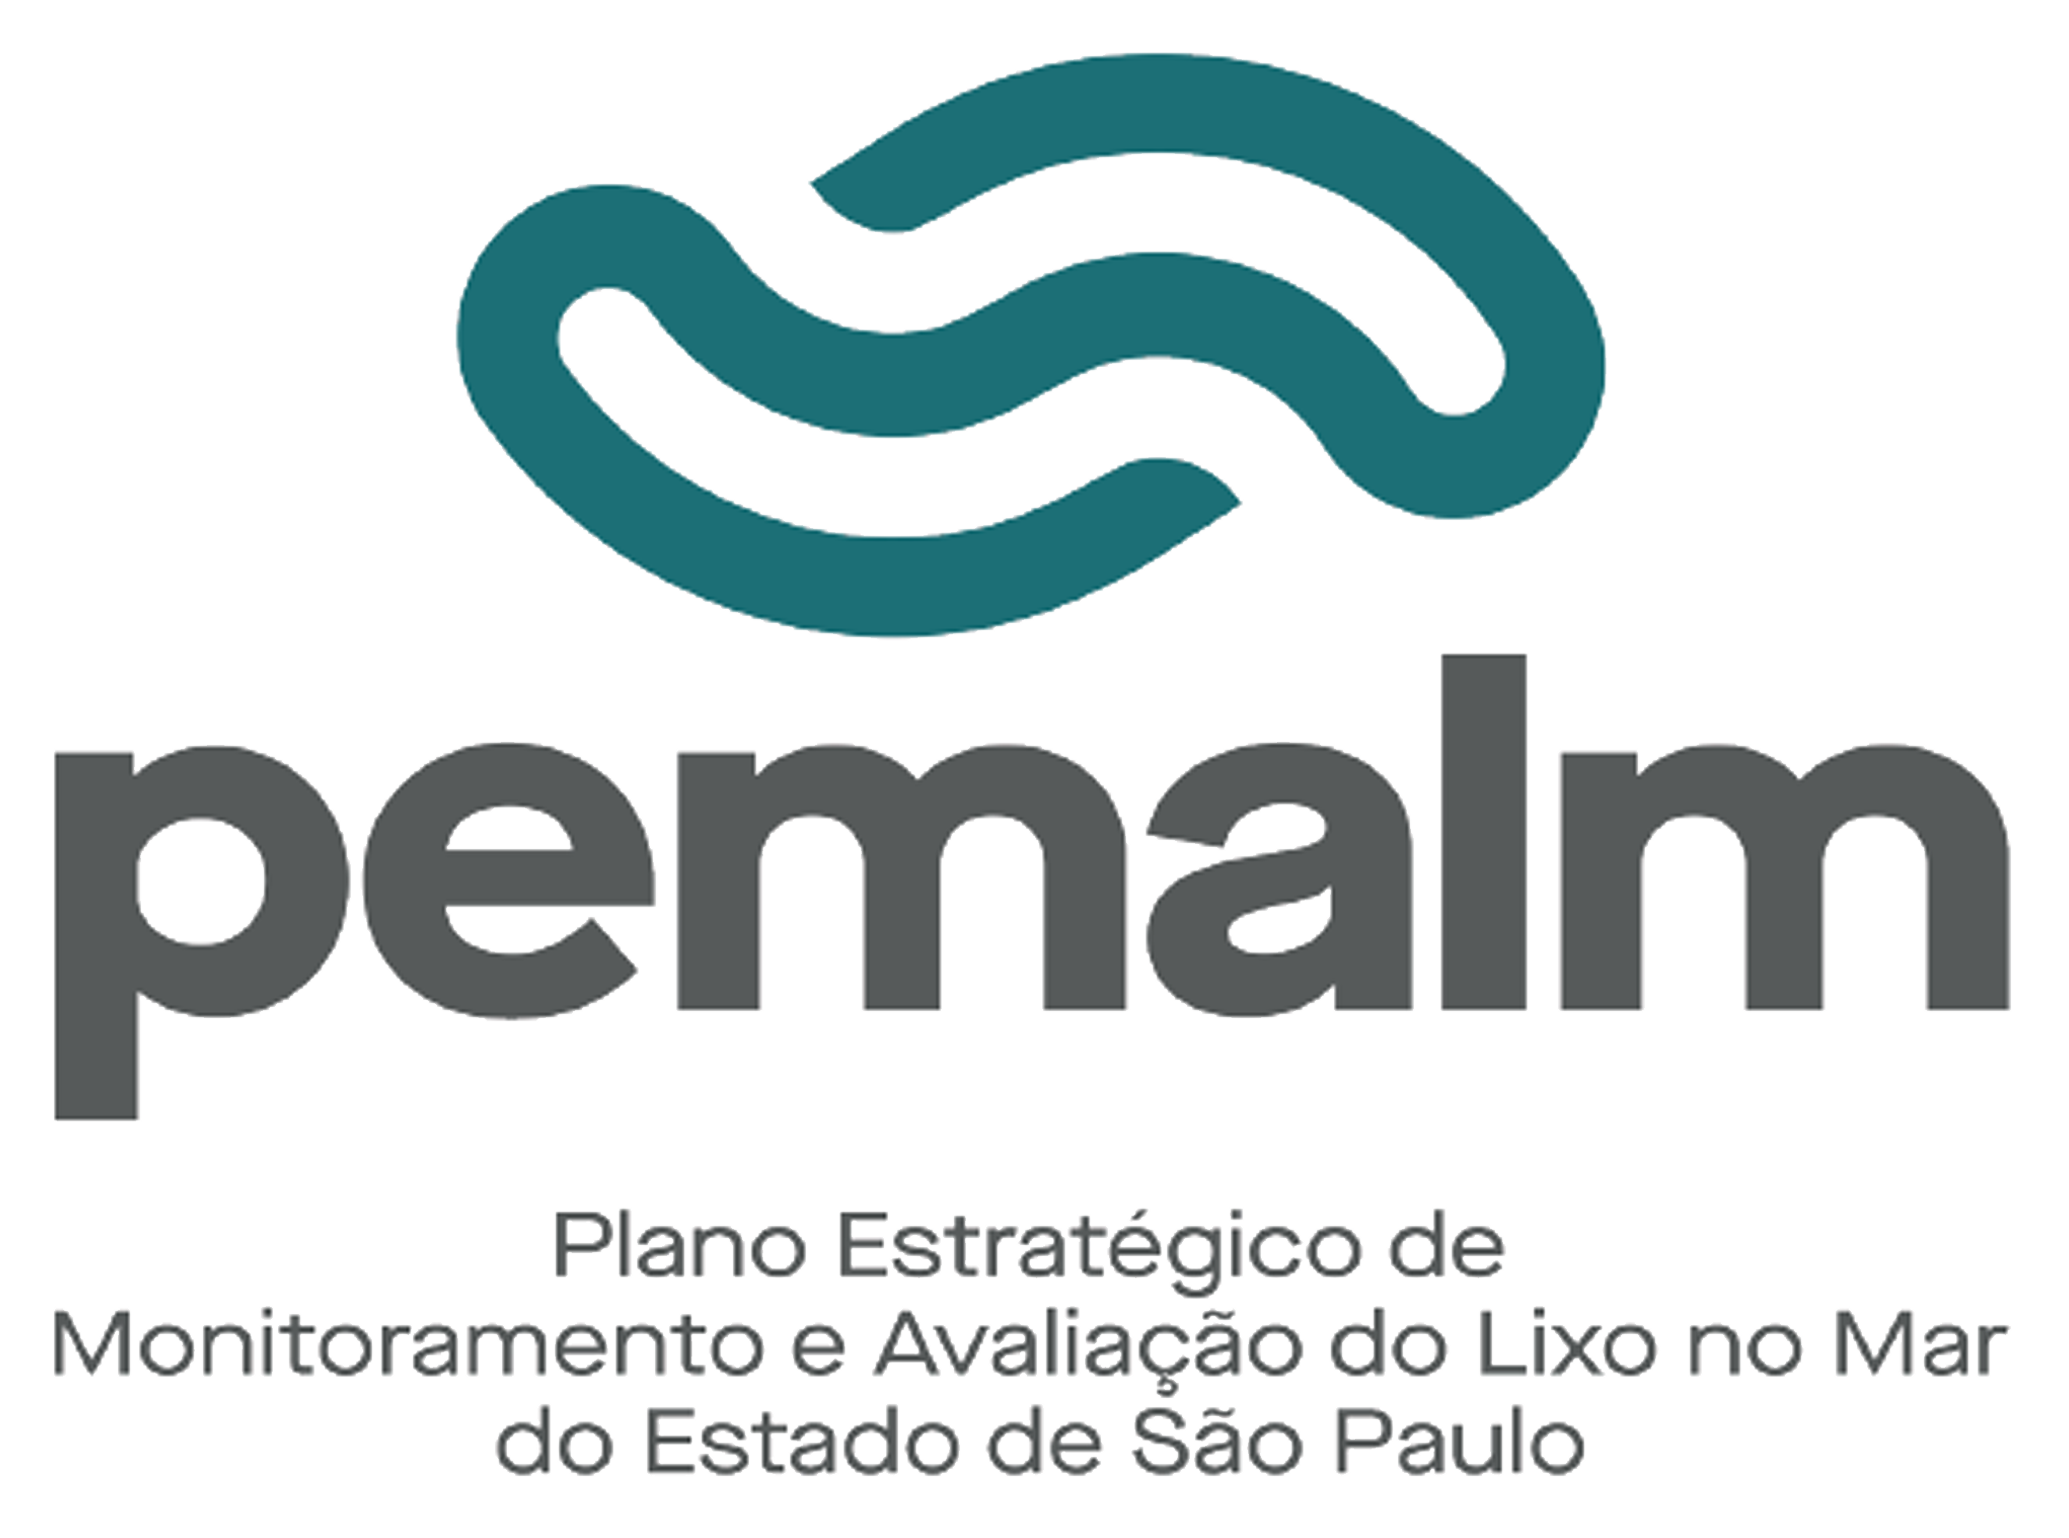 pemalm
Plano Estratégico de
Monitoramento e Avaliação do Lixo no Mar
do Estado de São Paulo